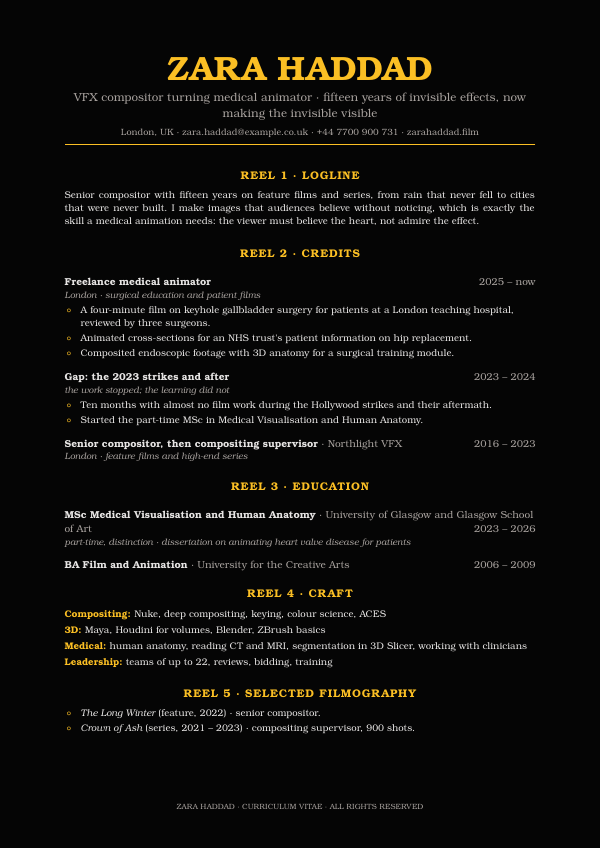 ZARA HADDAD
VFX compositor turning medical animator · fifteen years of invisible effects, now
making the invisible visible
London, UK · zara.haddad@example.co.uk · +44 7700 900 731 · zarahaddad.film
REEL 1 · LOGLINE
Senior compositor with fifteen years on feature films and series, from rain that never fell to cities
that were never built. I make images that audiences believe without noticing, which is exactly the
skill a medical animation needs: the viewer must believe the heart, not admire the effect.
REEL 2 · CREDITS
Freelance medical animator 2025 – now
London · surgical education and patient films
◦ A four-minute film on keyhole gallbladder surgery for patients at a London teaching hospital,
reviewed by three surgeons.
◦ Animated cross-sections for an NHS trust's patient information on hip replacement.
◦ Composited endoscopic footage with 3D anatomy for a surgical training module.
Gap: the 2023 strikes and after 2023 – 2024
the work stopped; the learning did not
◦ Ten months with almost no film work during the Hollywood strikes and their aftermath.
◦ Started the part-time MSc in Medical Visualisation and Human Anatomy.
Senior compositor, then compositing supervisor · Northlight VFX 2016 – 2023
London · feature films and high-end series
REEL 3 · EDUCATION
MSc Medical Visualisation and Human Anatomy · University of Glasgow and Glasgow School
of Art 2023 – 2026
part-time, distinction · dissertation on animating heart valve disease for patients
BA Film and Animation · University for the Creative Arts 2006 – 2009
REEL 4 · CRAFT
Compositing: Nuke, deep compositing, keying, colour science, ACES
3D: Maya, Houdini for volumes, Blender, ZBrush basics
Medical: human anatomy, reading CT and MRI, segmentation in 3D Slicer, working with clinicians
Leadership: teams of up to 22, reviews, bidding, training
REEL 5 · SELECTED FILMOGRAPHY
◦ The Long Winter (feature, 2022) · senior compositor.
◦ Crown of Ash (series, 2021 – 2023) · compositing supervisor, 900 shots.
ZARA HADDAD · CURRICULUM VITAE · ALL RIGHTS RESERVED